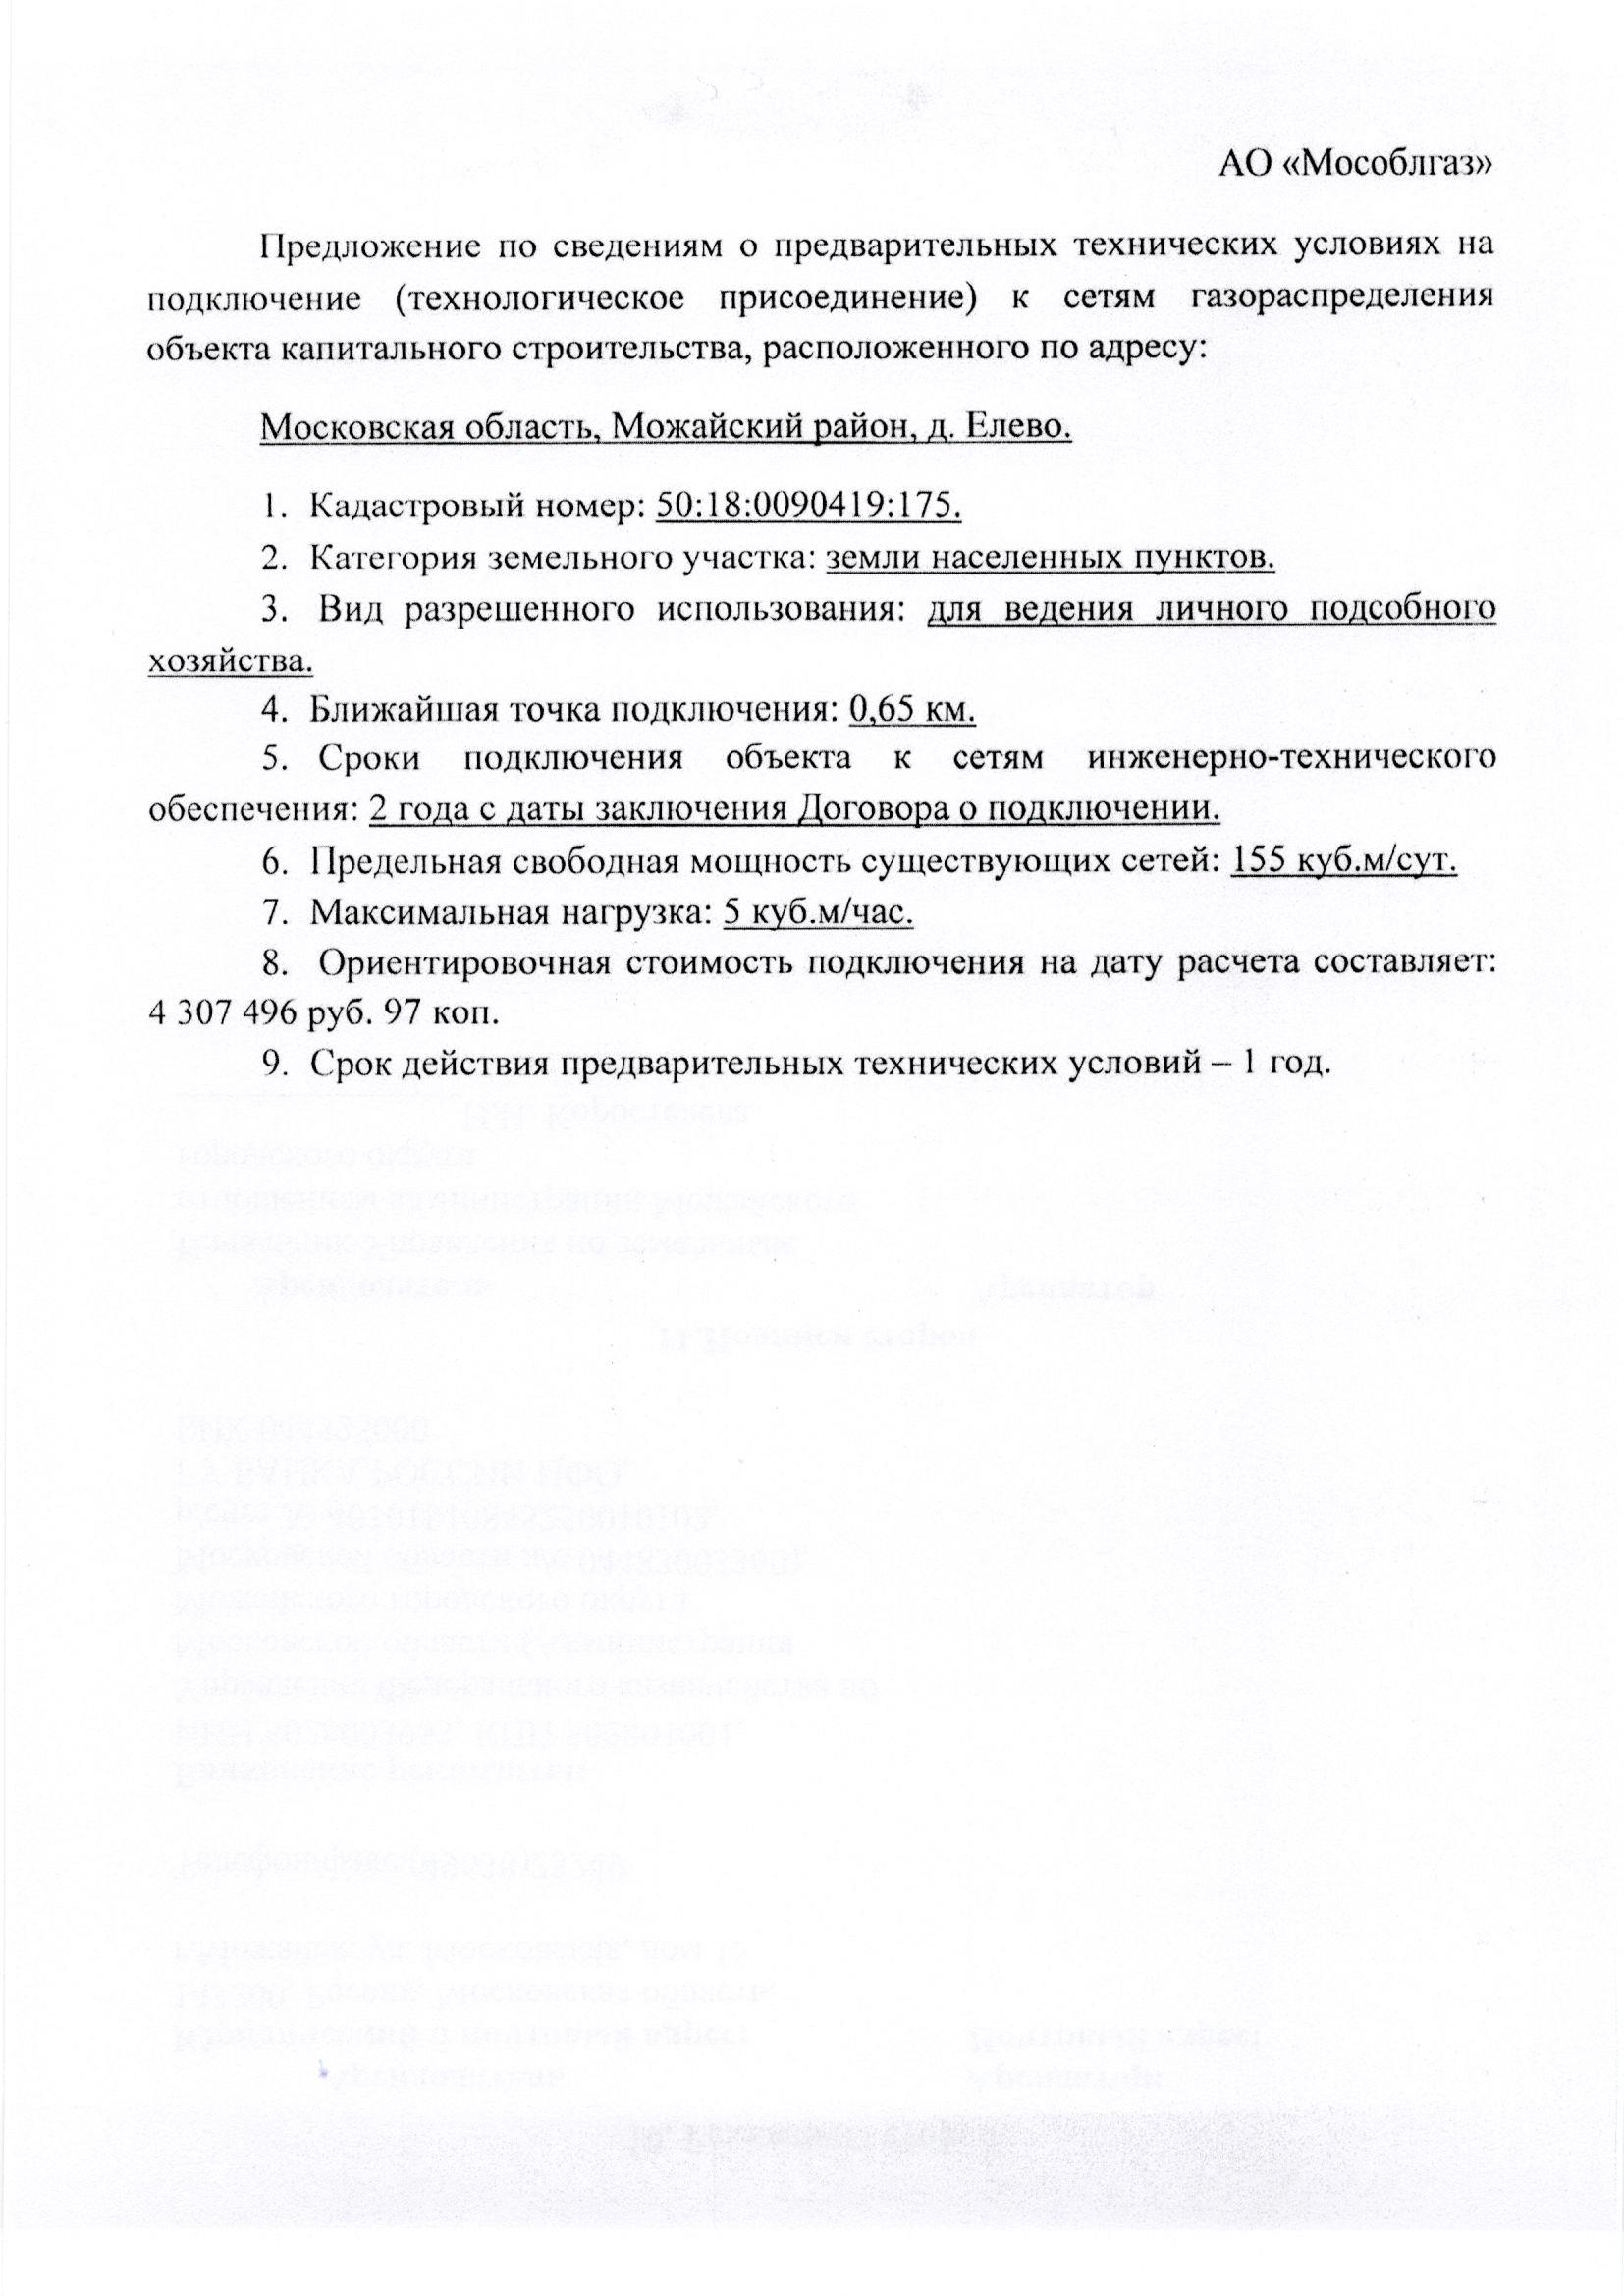 АО «Мособлгаз»
Предложение по сведениям о предварительных технических условиях на
подключение (технологическое присоединение) к сетям газораспределения
объекта капитального строительства, расположенного по адресу:
Московская область, Можайский район, д. Елево.
1. Кадастровый номер: 50:18:0090419:175.
2. Категория земельного участка: земли населенных пунктов.
3. Вид разрешенного использования: для ведения личного подсобного
хозяйства.
4. Ближайшая точка подключения: 0,65 км.
5. Сроки подключения объекта к сетям инженерно-технического
обеспечения: 2 года с даты заключения Договора о подключении.
6. Предельная свободная мощность существующих сетей: 155 куб.м/сут.
7. Максимальная нагрузка: 5 куб.м/час.
8. Ориентировочная стоимость подключения на дату расчета составляет:
4 307 496 руб. 97 коп.
9. Срок действия предварительных технических условий – 1 год.